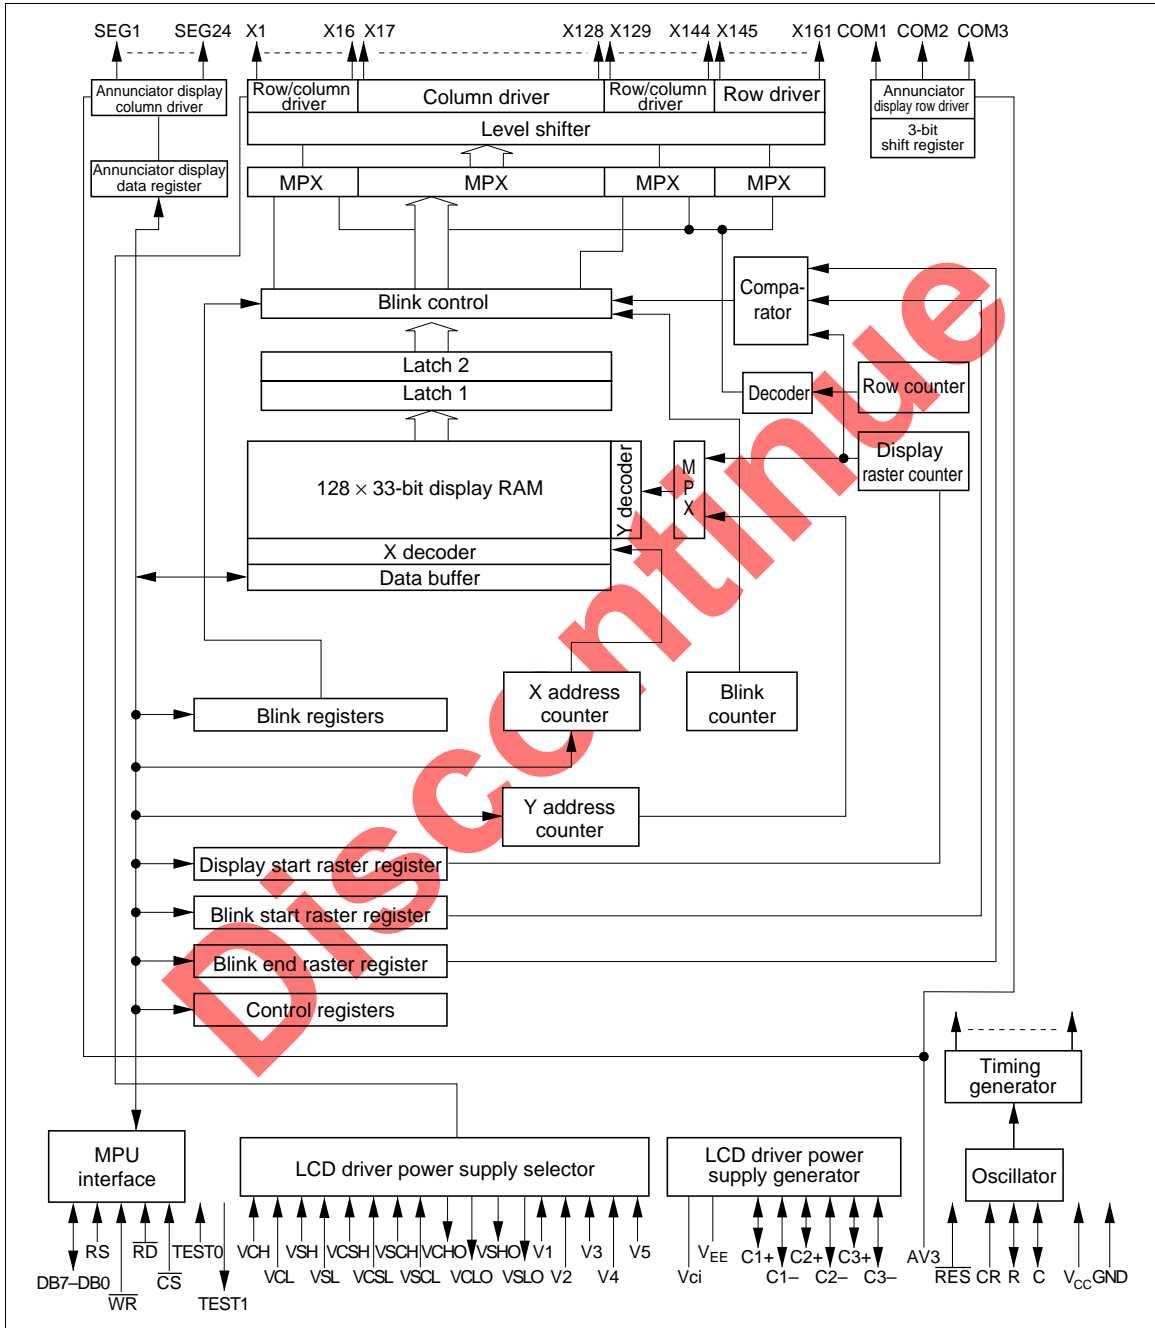 SEG1 SEG24 X1 X16 X17 X128 X129 X144 X145 X161 COM1 COM2 COM3
Annunciator display
column driver
Row/column
driver
Column driver
Row/column
driver
Row driver
Annunciator
display row driver
3-bit
shift register
Level shifter
Annunciator display
data register
MPX MPX MPX MPX
Compa-
rator
Blink control
Latch 2
Latch 1
Decoder
Row counter
Display
raster counter
128 × 33-bit display RAM
Y decoder
M
P
X
X decoder
Data buffer
X address
counter
Blink
counter
Blink registers
Y address
counter
Display start raster register
Blink start raster register
Blink end raster register
Control registers
Discontinue
Timing
generator
MPU
interface
LCD driver power supply selector
LCD driver power
supply generator
Oscillator
RS RD TEST0 VCH VSH VCSH VSCH VCHO VSHO V1 V3 V5 VEE C1+ C2+ C3+ AV3
DB7–DB0 CS VCL VSL VCSL VSCL VCLO VSLO V2 V4 Vci C1– C2– C3– RES CR R C VCC GND
WR TEST1